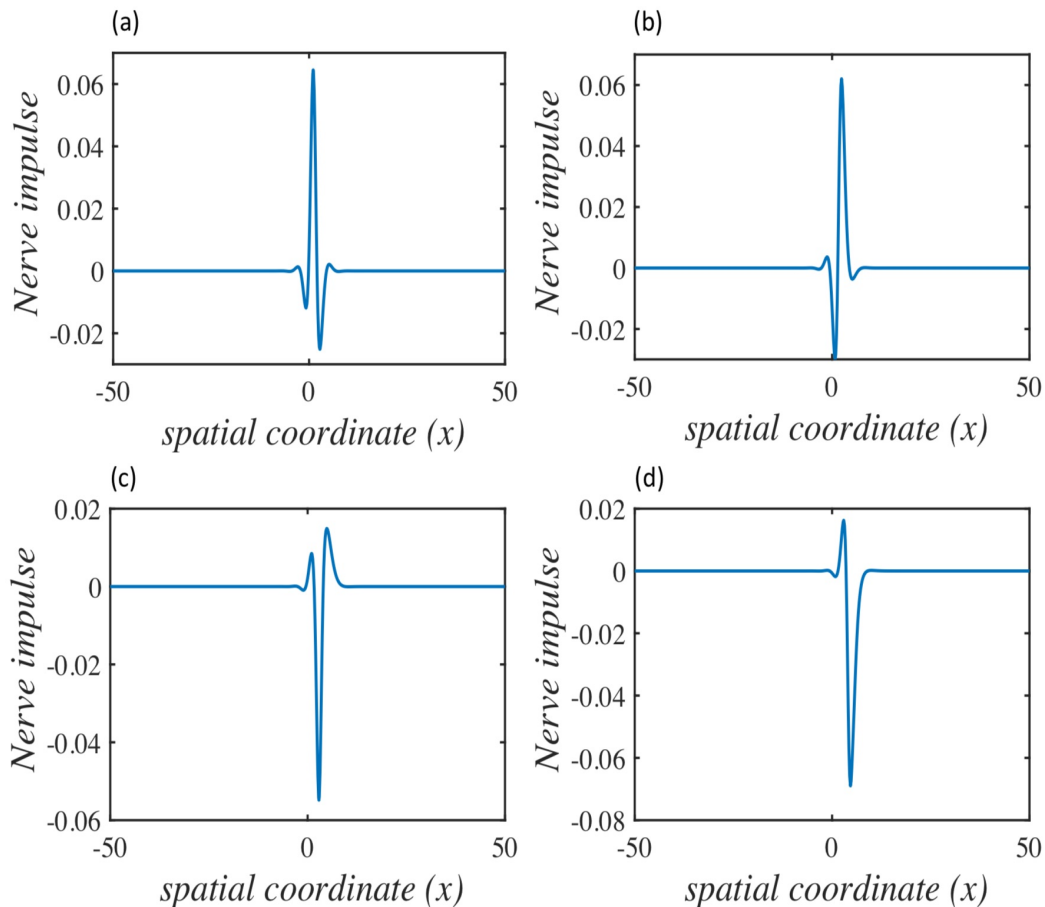 (a)
Nerve impulse
0.06
0.04
0.02
0
-0.02
-50
0
50
spatial coordinate (x)
(b)
Nerve impulse
0.06
0.04
0.02
0
-0.02
-50
0
50
spatial coordinate (x)
(c)
Nerve impulse
0.02
0
-0.02
-0.04
-0.06
-50
0
50
spatial coordinate (x)
(d)
Nerve impulse
0.02
0
-0.02
-0.04
-0.06
-0.08
-50
0
50
spatial coordinate (x)